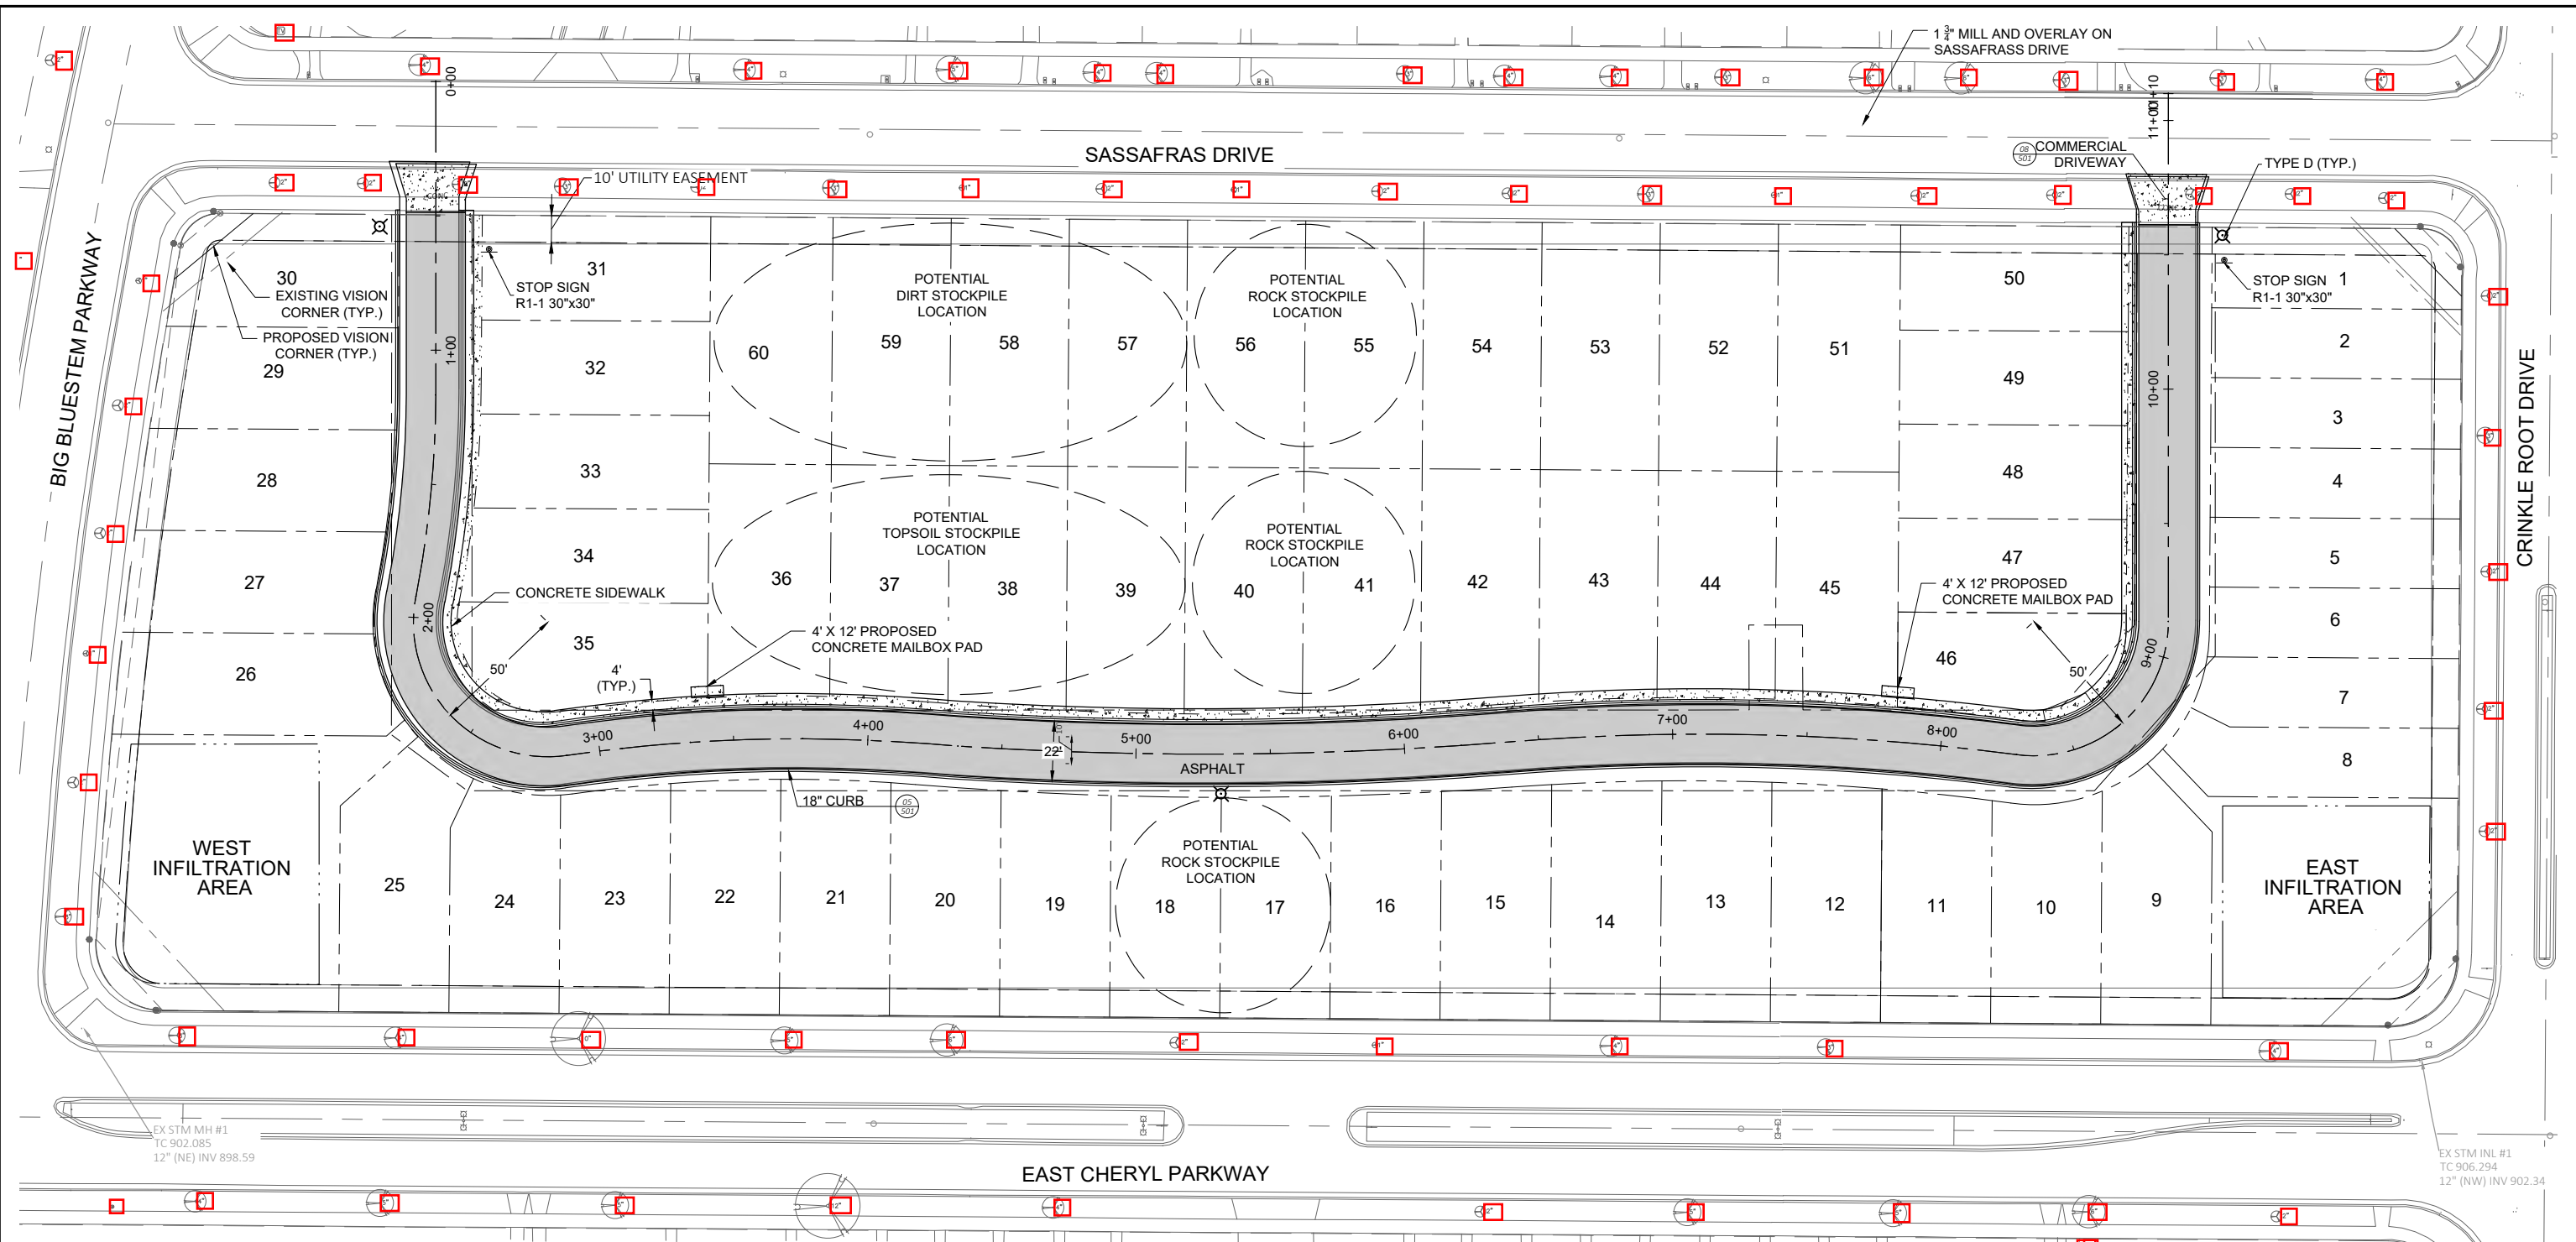 1 3/4" MILL AND OVERLAY ON
SASSAFRASS DRIVE
0+00
11+00
11+10
SASSAFRAS DRIVE
08
S01
COMMERCIAL
DRIVEWAY
TYPE D (TYP.)
10' UTILITY EASEMENT
BIG BLUESTEM PARKWAY
CRINKLE ROOT DRIVE
30
EXISTING VISION
CORNER (TYP.)
PROPOSED VISION
CORNER (TYP.)
29
28
27
26
1+00
2+00
STOP SIGN
R1-1 30"x30"
31
32
33
34
35
CONCRETE SIDEWALK
50'
4'
(TYP.)
4' X 12' PROPOSED
CONCRETE MAILBOX PAD
POTENTIAL
DIRT STOCKPILE
LOCATION
POTENTIAL
ROCK STOCKPILE
LOCATION
60
59
58
57
56
55
54
53
52
51
50
49
48
47
46
POTENTIAL
TOPSOIL STOCKPILE
LOCATION
POTENTIAL
ROCK STOCKPILE
LOCATION
36
37
38
39
40
41
42
43
44
45
4' X 12' PROPOSED
CONCRETE MAILBOX PAD
50'
STOP SIGN
R1-1 30"x30"
1
2
3
4
5
6
7
8
10+00
9+00
3+00
4+00
5+00
6+00
7+00
8+00
22'
10'
ASPHALT
18" CURB
05
S01
WEST
INFILTRATION
AREA
25
24
23
22
21
20
19
18
17
16
15
14
13
12
11
10
9
POTENTIAL
ROCK STOCKPILE
LOCATION
EAST
INFILTRATION
AREA
EX STM MH #1
TC 902.085
12" (NE) INV 898.59
EAST CHERYL PARKWAY
EX STM INL #1
TC 906.294
12" (NW) INV 902.34